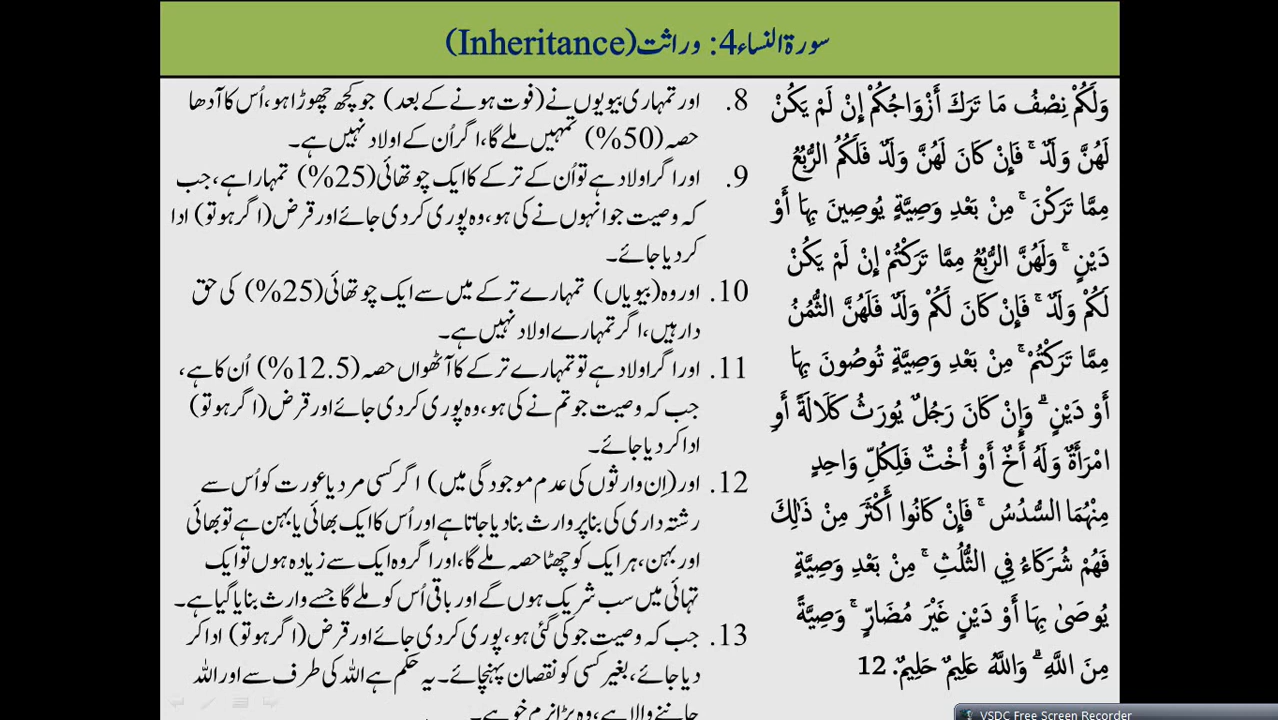 سورۃ النساء4: وراثت(Inheritance)
وَلَكُمْ نِصْفُ مَا تَرَكَ أَزْوَاجُكُمْ إِنْ لَمْ يَكُنْ
لَهُنَّ وَلَدٌ ۚ فَإِنْ كَانَ لَهُنَّ وَلَدٌ فَلَكُمُ الرُّبُعُ
مِمَّا تَرَكْنَ ۚ مِنْ بَعْدِ وَصِيَّةٍ يُوصِينَ بِهَا أَوْ
دَيْنٍ ۚ وَلَهُنَّ الرُّبُعُ مِمَّا تَرَكْتُمْ إِنْ لَمْ يَكُنْ
لَكُمْ وَلَدٌ ۚ فَإِنْ كَانَ لَكُمْ وَلَدٌ فَلَهُنَّ الثُّمُنُ
مِمَّا تَرَكْتُمْ ۚ مِنْ بَعْدِ وَصِيَّةٍ تُوصُونَ بِهَا
أَوْ دَيْنٍ ۗ وَإِنْ كَانَ رَجُلٌ يُورَثُ كَلَالَةً أَوِ
امْرَأَةٌ وَلَهُ أَخٌ أَوْ أُخْتٌ فَلِكُلِّ وَاحِدٍ
مِنْهُمَا السُّدُسُ ۚ فَإِنْ كَانُوا أَكْثَرَ مِنْ ذَٰلِكَ
فَهُمْ شُرَكَاءُ فِي الثُّلُثِ ۚ مِنْ بَعْدِ وَصِيَّةٍ
يُوصَىٰ بِهَا أَوْ دَيْنٍ غَيْرَ مُضَارٍّ ۚ وَصِيَّةً
مِنَ اللَّهِ ۗ وَاللَّهُ عَلِيمٌ حَلِيمٌ. 12
8. اور تمہاری بیویوں نے (فوت ہونے کے بعد) جو کچھ چھوڑا ہو، اُس کا آدھا
حصہ (50%) تمہیں ملے گا، اگر اُن کے اولاد نہیں ہے۔
9. اور اگر اولاد ہے تو اُن کے ترکے کا ایک چوتھائی (25%) تمہارا ہے، جب
کہ وصیت جو انہوں نے کی ہو، وہ پوری کر دی جائے اور قرض (اگر ہو تو) ادا
کر دیا جائے۔
10. اور وہ (بیویاں) تمہارے ترکے میں سے ایک چوتھائی (25%) کی حق
دار ہیں، اگر تمہارے اولاد نہیں ہے۔
11. اور اگر اولاد ہے تو تمہارے ترکے کا آٹھواں حصہ (12.5%) اُن کا ہے،
جب کہ وصیت جو تم نے کی ہو، وہ پوری کر دی جائے اور قرض (اگر ہو تو)
ادا کر دیا جائے۔
12. اور (اِن وارثوں کی عدم موجودگی میں) اگر کسی مرد یا عورت کو اُس سے
رشتہ داری کی بنا پر وارث بنا دیا جاتا ہے اور اُس کا ایک بھائی یا بہن ہے تو بھائی
اور بہن، ہر ایک کو چھٹا حصہ ملے گا، اور اگر وہ ایک سے زیادہ ہوں تو ایک
تہائی میں سب شریک ہوں گے اور باقی اُس کو ملے گا جسے وارث بنایا گیا ہے۔
13. جب کہ وصیت جو کی گئی ہو، پوری کر دی جائے اور قرض (اگر ہو تو) ادا کر
دیا جائے، بغیر کسی کو نقصان پہنچائے۔ یہ حکم ہے اللہ کی طرف سے اور اللہ
جاننے والا ہے، وہ بڑا نرم خو ہے۔
VSDC Free Screen Recorder